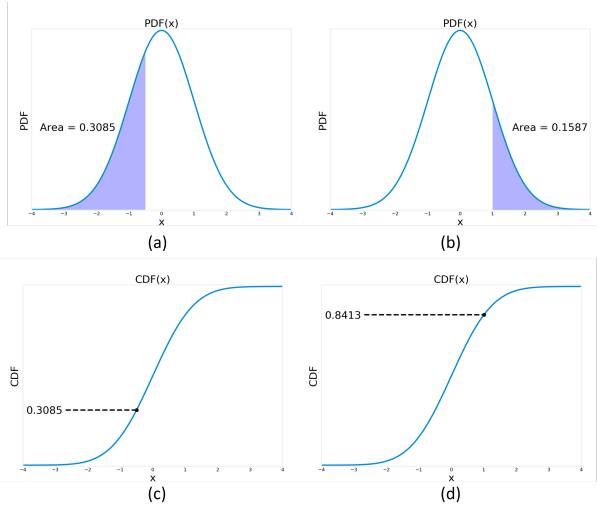 PDF(x)
PDF
Area = 0.3085
−4 −3 −2 −1 0 1 2 3 4
x
(a)
PDF(x)
PDF
Area = 0.1587
−4 −3 −2 −1 0 1 2 3 4
x
(b)
CDF(x)
CDF
0.3085
−4 −3 −2 −1 0 1 2 3 4
x
(c)
CDF(x)
CDF
0.8413
−4 −3 −2 −1 0 1 2 3 4
x
(d)